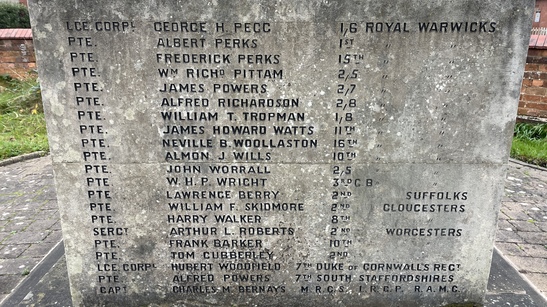 LCE. CORPL GEORGE H. PEGG 1/6 ROYAL WARWICKS
PTE. ALBERT PERKS 1ST " "
PTE. FREDERICK PERKS 15TH " "
PTE. WM RICHD PITTAM 2/5 " "
PTE. JAMES POWERS 2/7 " "
PTE. ALFRED RICHARDSON 2/8 " "
PTE. WILLIAM T. TROPMAN 1/8 " "
PTE. JAMES HOWARD WATTS 11TH " "
PTE. NEVILLE B. WOOLLASTON 16TH " "
PTE. ALMON J. WILLS 10TH " "
PTE. JOHN WORRALL 2/5 " "
PTE. W. H. P. WRIGHT 3RD G B " "
PTE. LAWRENCE BERRY 2ND SUFFOLKS
PTE. WILLIAM F. SKIDMORE 2ND GLOUCESTERS
PTE. HARRY WALKER 8TH "
SERGT ARTHUR L. ROBERTS 2ND WORCESTERS
PTE. FRANK BARKER 10TH "
PTE. TOM CUBBERLEY 2ND "
LCE. CORPL HUBERT WOODFIELD 7TH DUKE OF CORNWALLS REGT
PTE. ALFRED POWERS 7TH SOUTH STAFFORDSHIRES
CAPT CHARLES M. BERNAYS M.R.C.S. L.R.C.P. R.A.M.C.